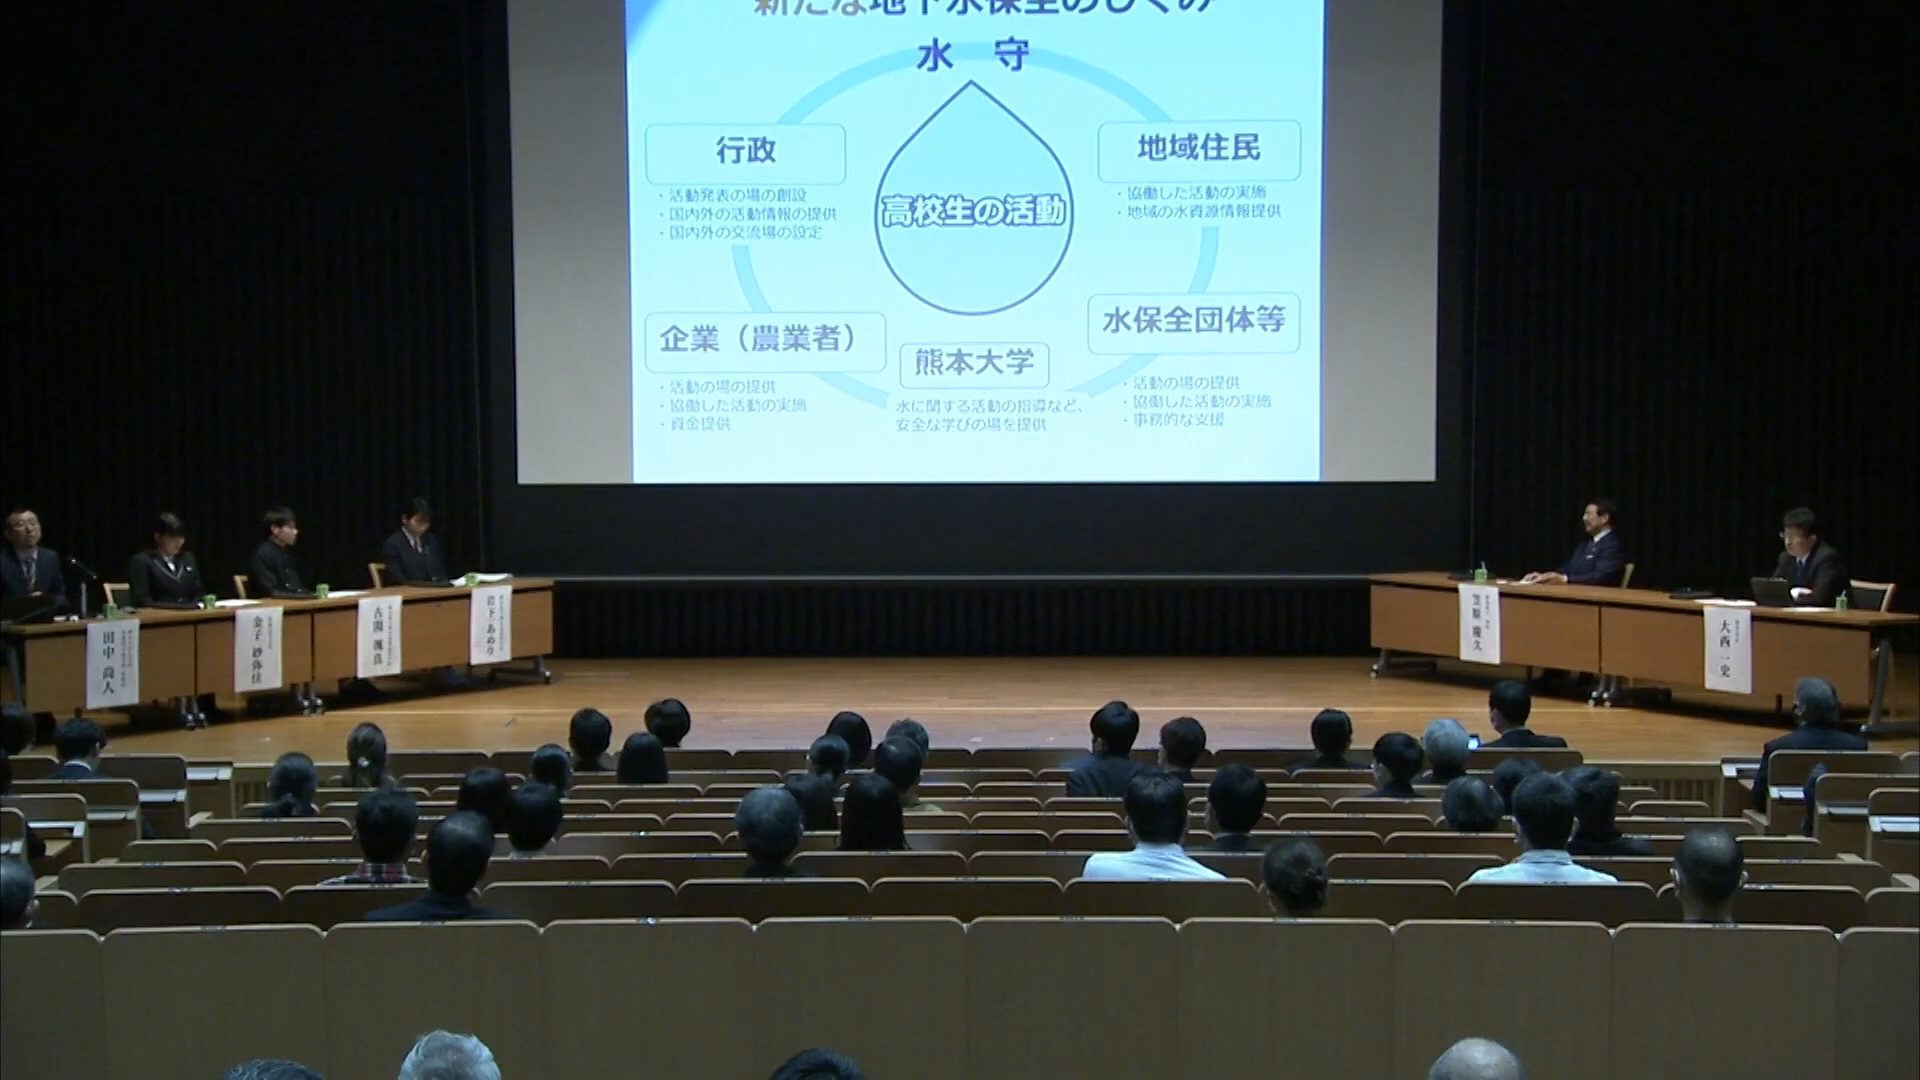 新たな地下水保全のしくみ
水 守
行政
・活動発表の場の創設
・国内外の活動情報の提供
・国内外の交流場の設定
地域住民
・協働した活動の実施
・地域の水資源情報提供
高校生の活動
企業（農業者）
・活動の場の提供
・協働した活動の実施
・資金提供
熊本大学
水に関する活動の指導など、
安全な学びの場を提供
水保全団体等
・活動の場の提供
・協働した活動の実施
・事務的な支援
田中 尚人
金子 紗弥佳
古閑 颯真
岩下 あめり
笠原 慶久
大西 一史